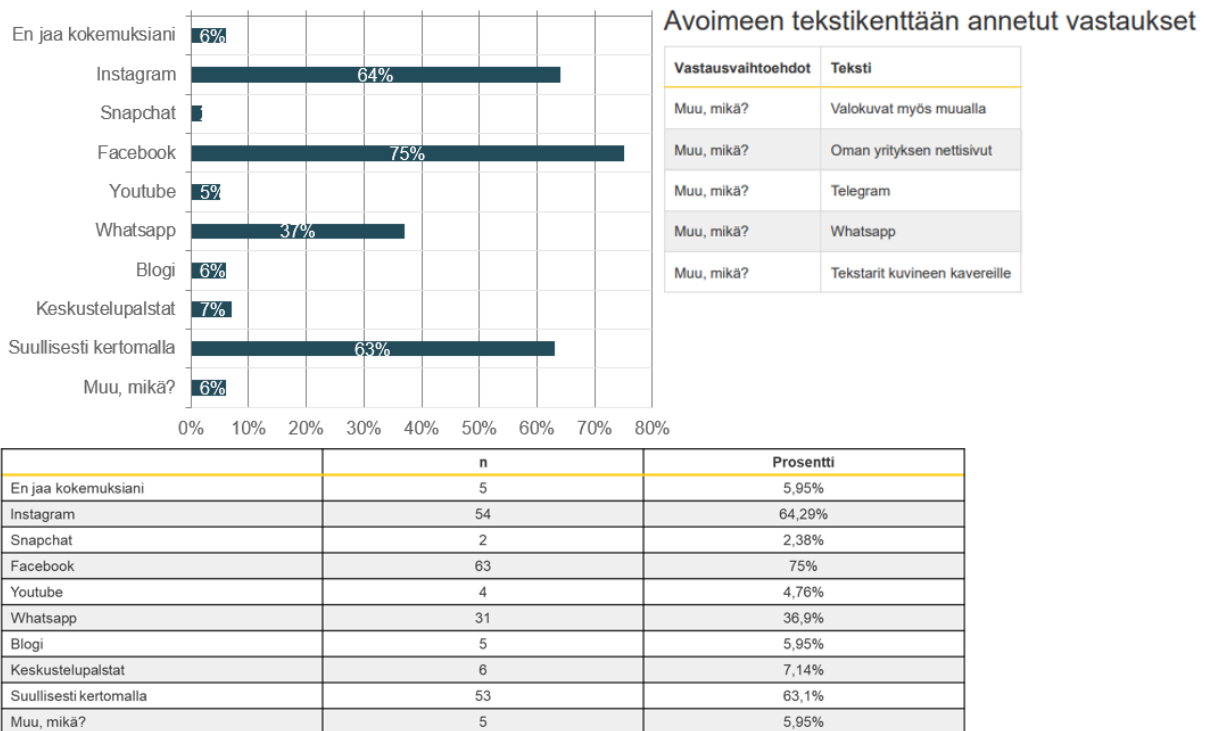 En jaa kokemuksiani 6%
Instagram 64%
Snapchat
Facebook 75%
Youtube 5%
Whatsapp 37%
Blogi 6%
Keskustelupalstat 7%
Suullisesti kertomalla 63%
Muu, mikä? 6%
0% 10% 20% 30% 40% 50% 60% 70% 80%
Avoimeen tekstikenttään annetut vastaukset
Vastausvaihtoehdot Teksti
Muu, mikä? Valokuvat myös muualla
Muu, mikä? Oman yrityksen nettisivut
Muu, mikä? Telegram
Muu, mikä? Whatsapp
Muu, mikä? Tekstarit kuvineen kavereille
n Prosentti
En jaa kokemuksiani 5 5,95%
Instagram 54 64,29%
Snapchat 2 2,38%
Facebook 63 75%
Youtube 4 4,76%
Whatsapp 31 36,9%
Blogi 5 5,95%
Keskustelupalstat 6 7,14%
Suullisesti kertomalla 53 63,1%
Muu, mikä? 5 5,95%